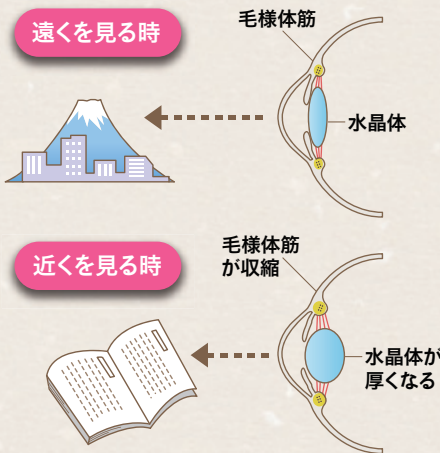 遠くを見る時
毛様体筋
水晶体
近くを見る時
毛様体筋
が収縮
水晶体が
厚くなる